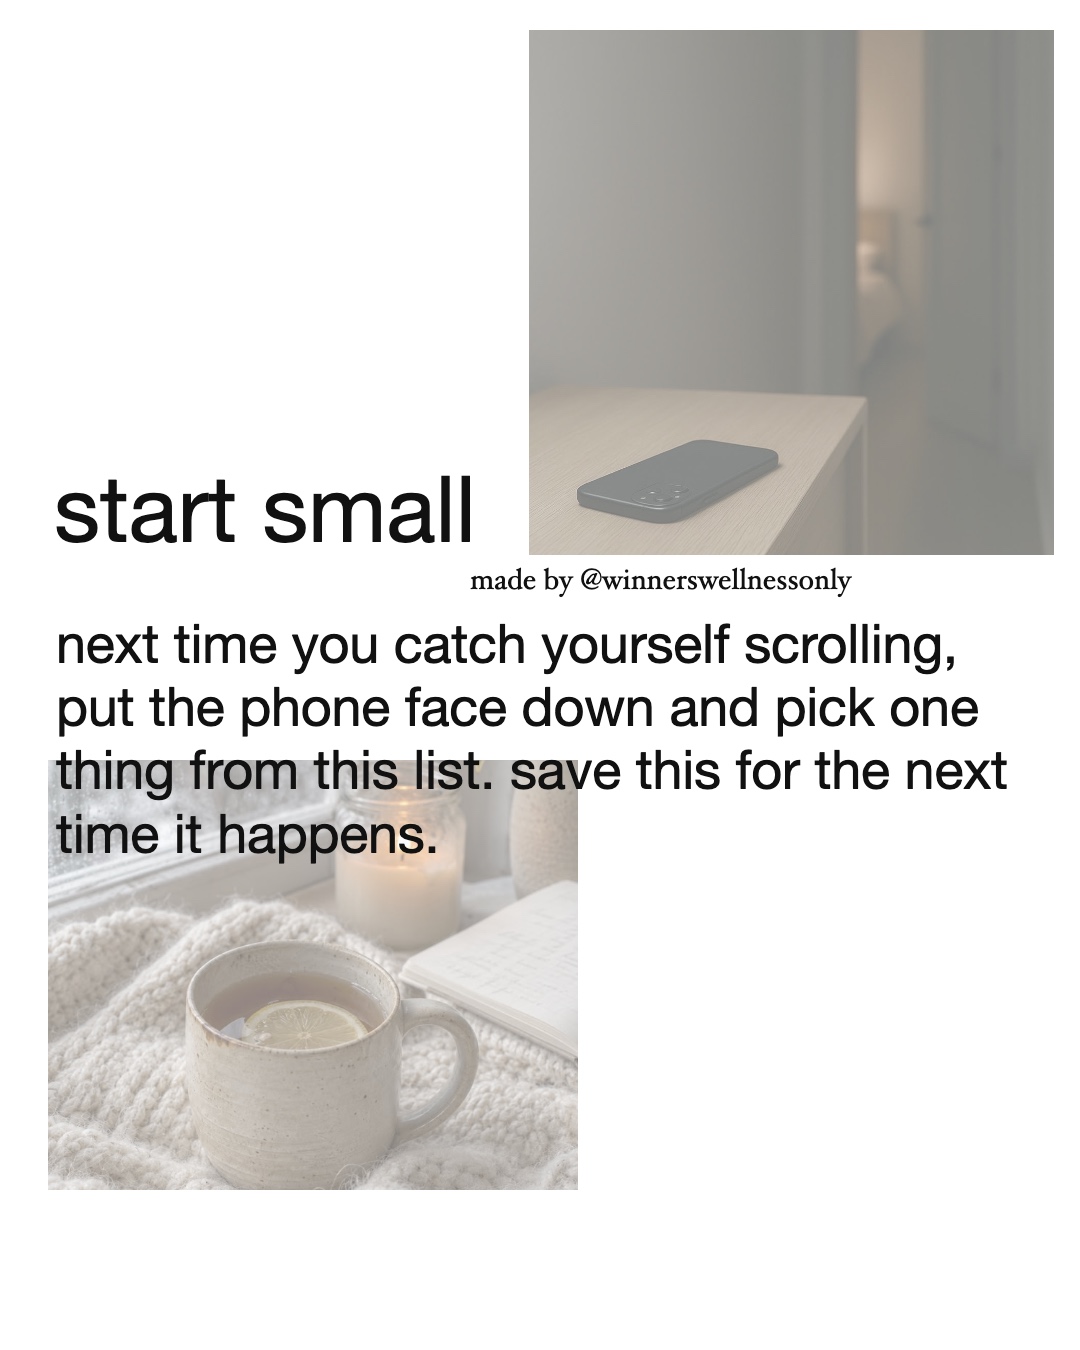 start small
made by @winnerswellnessonly
next time you catch yourself scrolling,
put the phone face down and pick one
thing from this list. save this for the next
time it happens.